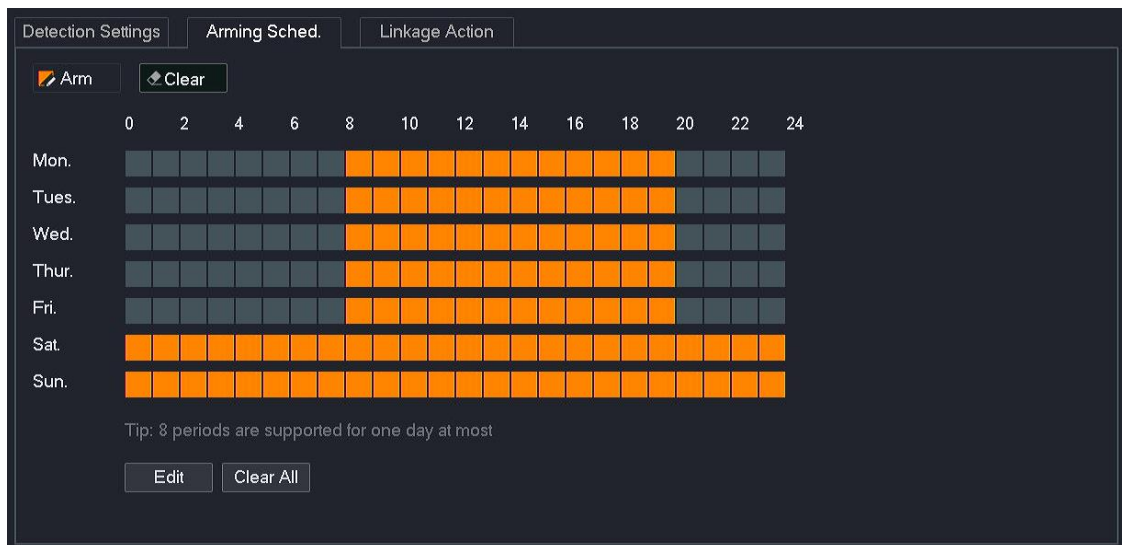 Detection Settings Arming Sched. Linkage Action
Arm Clear
0 2 4 6 8 10 12 14 16 18 20 22 24
Mon.
Tues.
Wed.
Thur.
Fri.
Sat.
Sun.
Tip: 8 periods are supported for one day at most
Edit Clear All